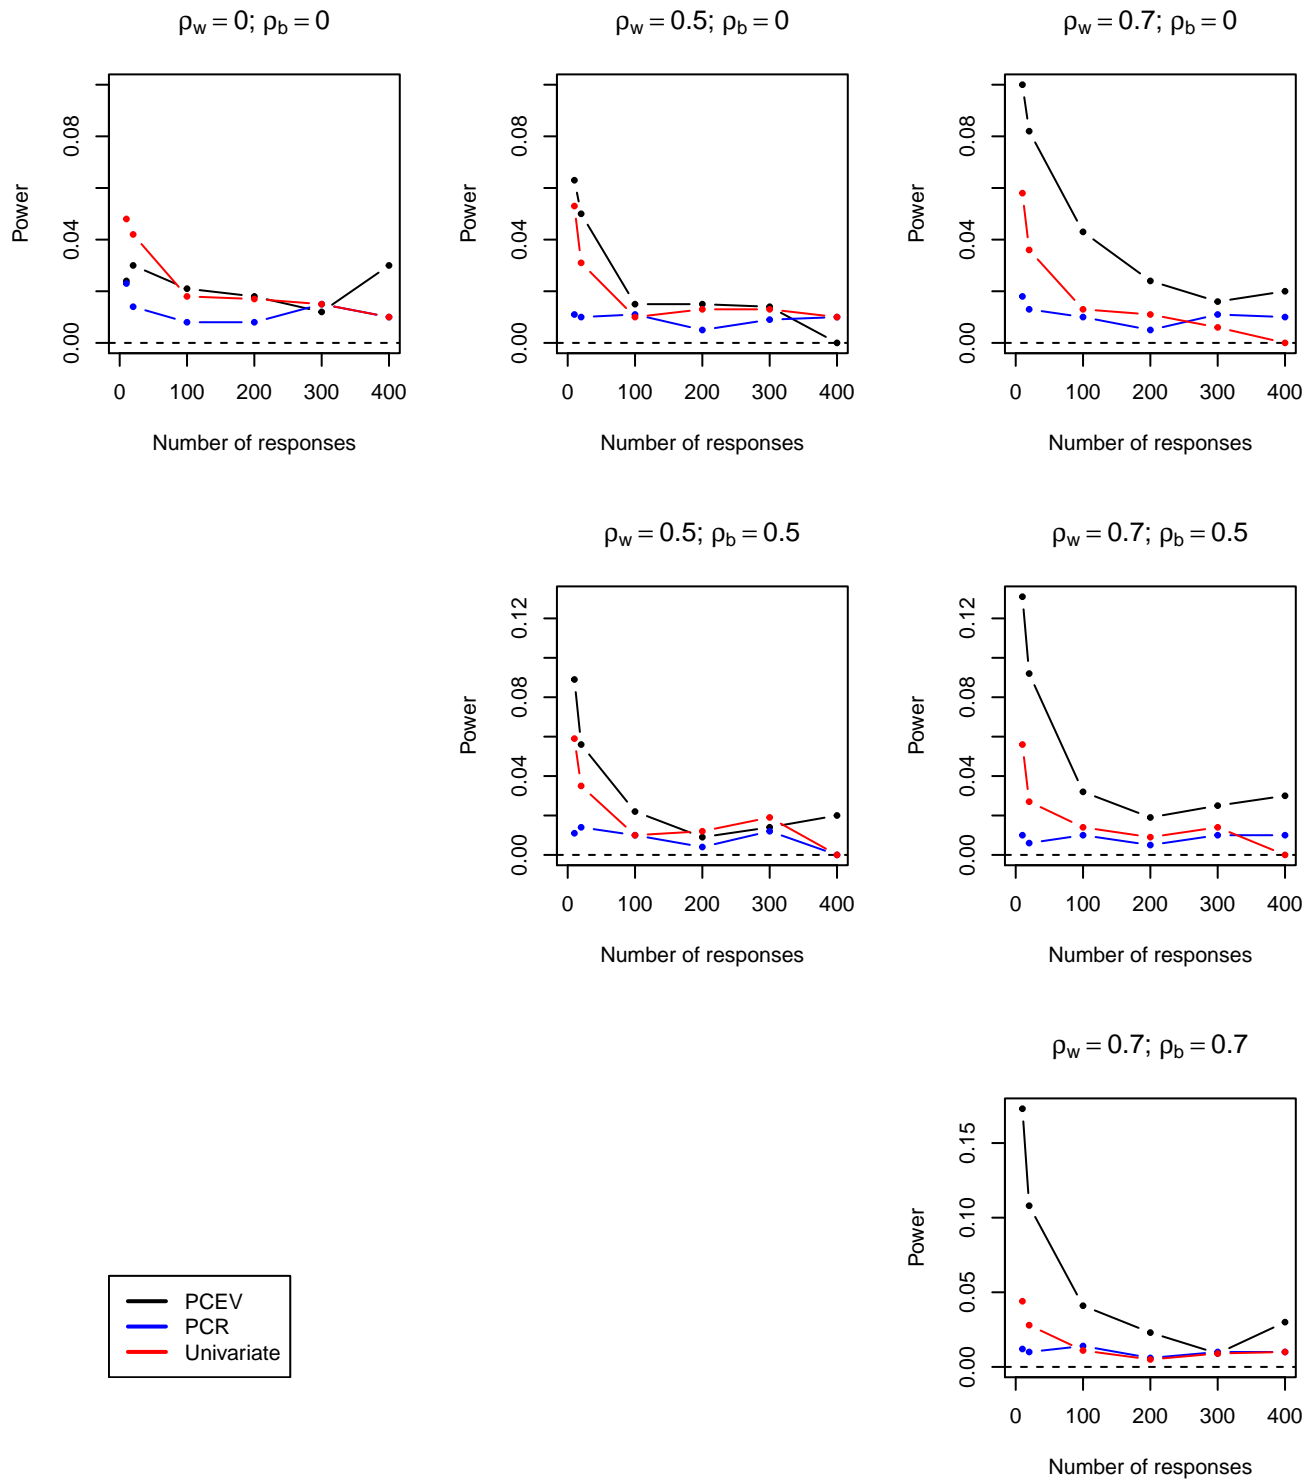 ρw = 0; ρb = 0
0.00 0.04 0.08
Power
0 100 200 300 400
Number of responses
ρw = 0.5; ρb = 0
0.00 0.04 0.08
Power
0 100 200 300 400
Number of responses
ρw = 0.7; ρb = 0
0.00 0.04 0.08
Power
0 100 200 300 400
Number of responses
ρw = 0.5; ρb = 0.5
0.00 0.04 0.08 0.12
Power
0 100 200 300 400
Number of responses
ρw = 0.7; ρb = 0.5
0.00 0.04 0.08 0.12
Power
0 100 200 300 400
Number of responses
ρw = 0.7; ρb = 0.7
0.00 0.05 0.10 0.15
Power
0 100 200 300 400
Number of responses
PCEV
PCR
Univariate